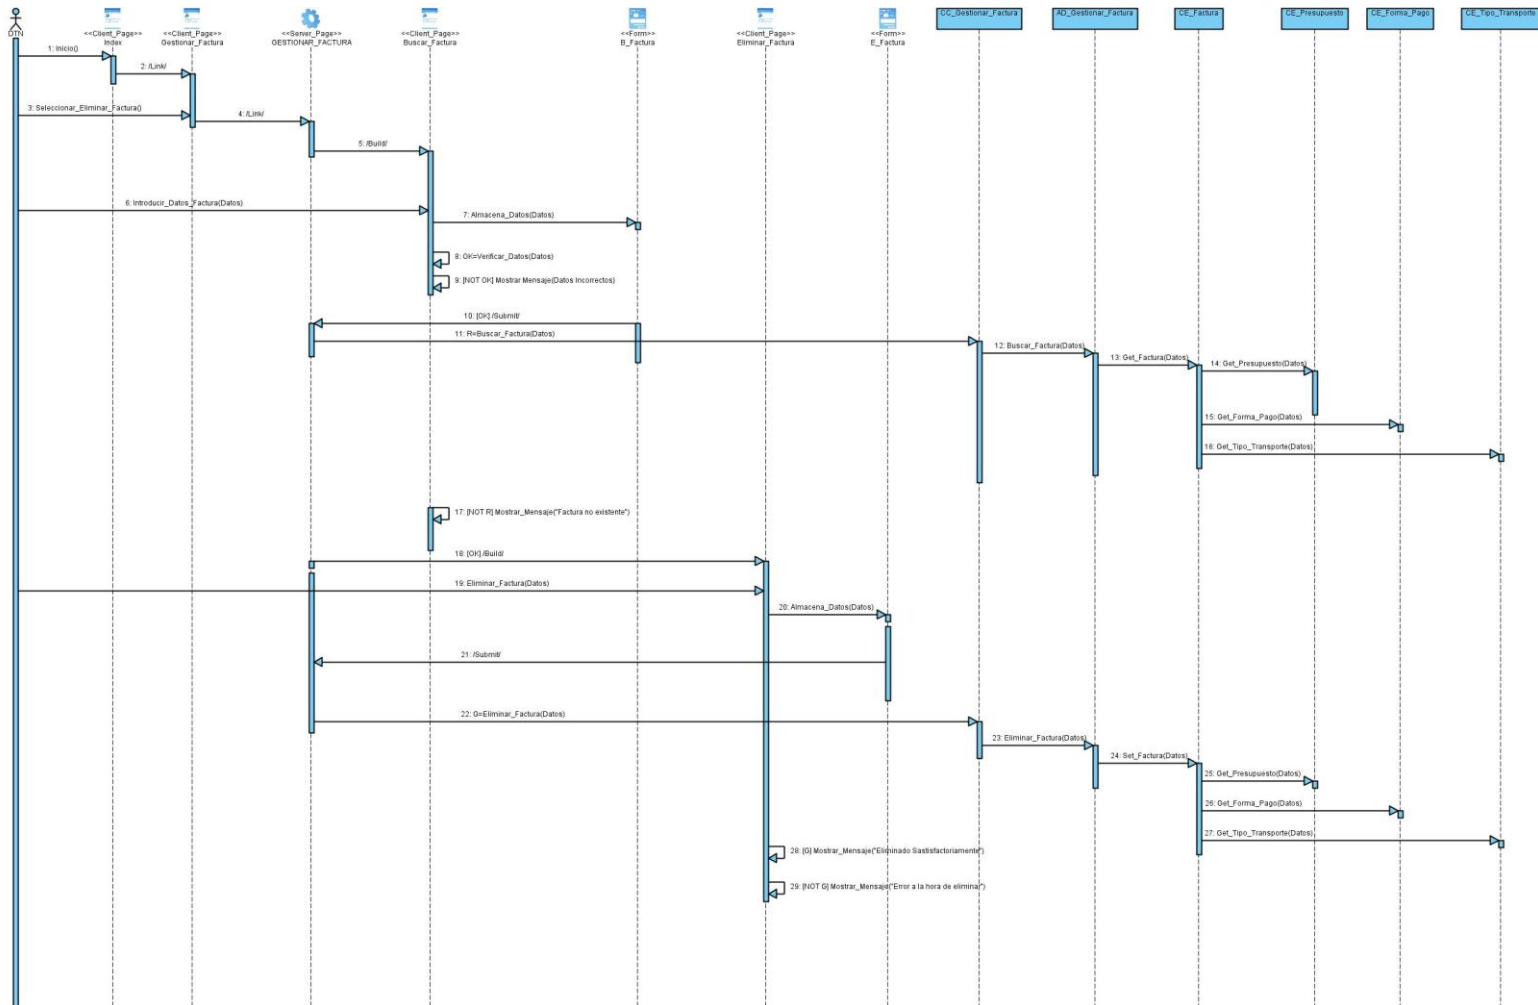 DTN
<<Client_Page>>
Index
<<Client_Page>>
Gestionar_Factura
<<Server_Page>>
GESTIONAR_FACTURA
<<Client_Page>>
Buscar_Factura
<<Form>>
B_Factura
<<Client_Page>>
Eliminar_Factura
<<Form>>
E_Factura
CC_Gestionar_Factura
AD_Gestionar_Factura
CE_Factura
CE_Presupuesto
CE_Forma_Pago
CE_Tipo_Transporte
1: Inicio()
2: /Link/
3: Seleccionar_Eliminar_Factura()
4: /Link/
5: /Build/
6: Introducir_Datos_Factura(Datos)
7: Almacena_Datos(Datos)
8: OK=Verificar_Datos(Datos)
9: [NOT OK] Mostrar Mensaje(Datos Incorrectos)
10: [OK] /Submit/
11: R=Buscar_Factura(Datos)
12: Buscar_Factura(Datos)
13: Get_Factura(Datos)
14: Get_Presupuesto(Datos)
15: Get_Forma_Pago(Datos)
16: Get_Tipo_Transporte(Datos)
17: [NOT R] Mostrar_Mensaje("Factura no existente")
18: [OK] /Build/
19: Eliminar_Factura(Datos)
20: Almacena_Datos(Datos)
21: /Submit/
22: G=Eliminar_Factura(Datos)
23: Eliminar_Factura(Datos)
24: Set_Factura(Datos)
25: Get_Presupuesto(Datos)
26: Get_Forma_Pago(Datos)
27: Get_Tipo_Transporte(Datos)
28: [G] Mostrar_Mensaje("Eliminado Sastisfactoriamente")
29: [NOT G] Mostrar_Mensaje("Error a la hora de eliminar")